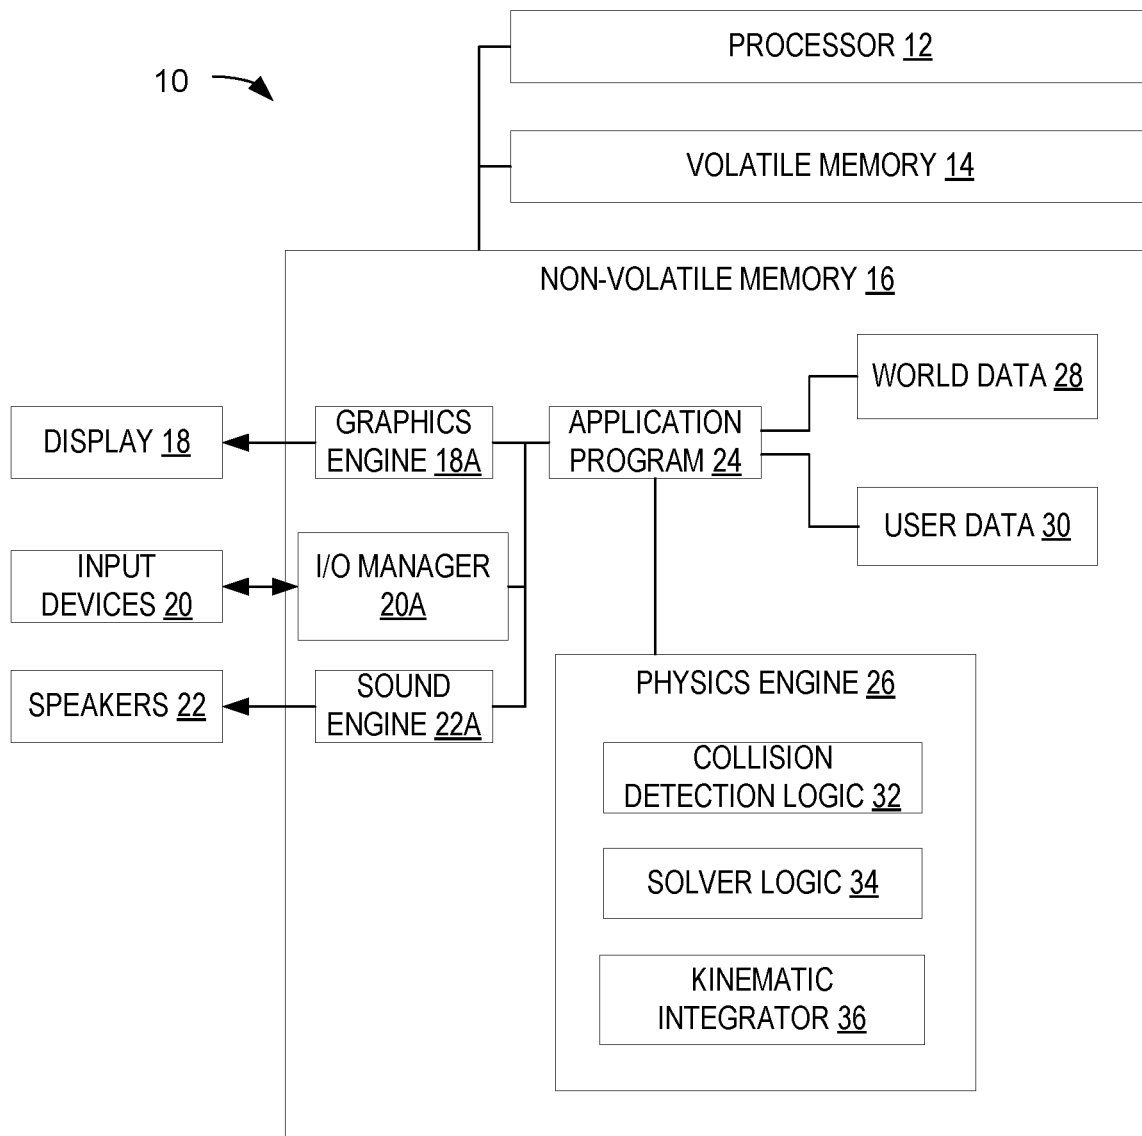 PROCESSOR 12
10
VOLATILE MEMORY 14
NON-VOLATILE MEMORY 16
WORLD DATA 28
DISPLAY 18
GRAPHICS
ENGINE 18A
APPLICATION
PROGRAM 24
USER DATA 30
INPUT
DEVICES 20
I/O MANAGER
20A
SPEAKERS 22
SOUND
ENGINE 22A
PHYSICS ENGINE 26
COLLISION
DETECTION LOGIC 32
SOLVER LOGIC 34
KINEMATIC
INTEGRATOR 36